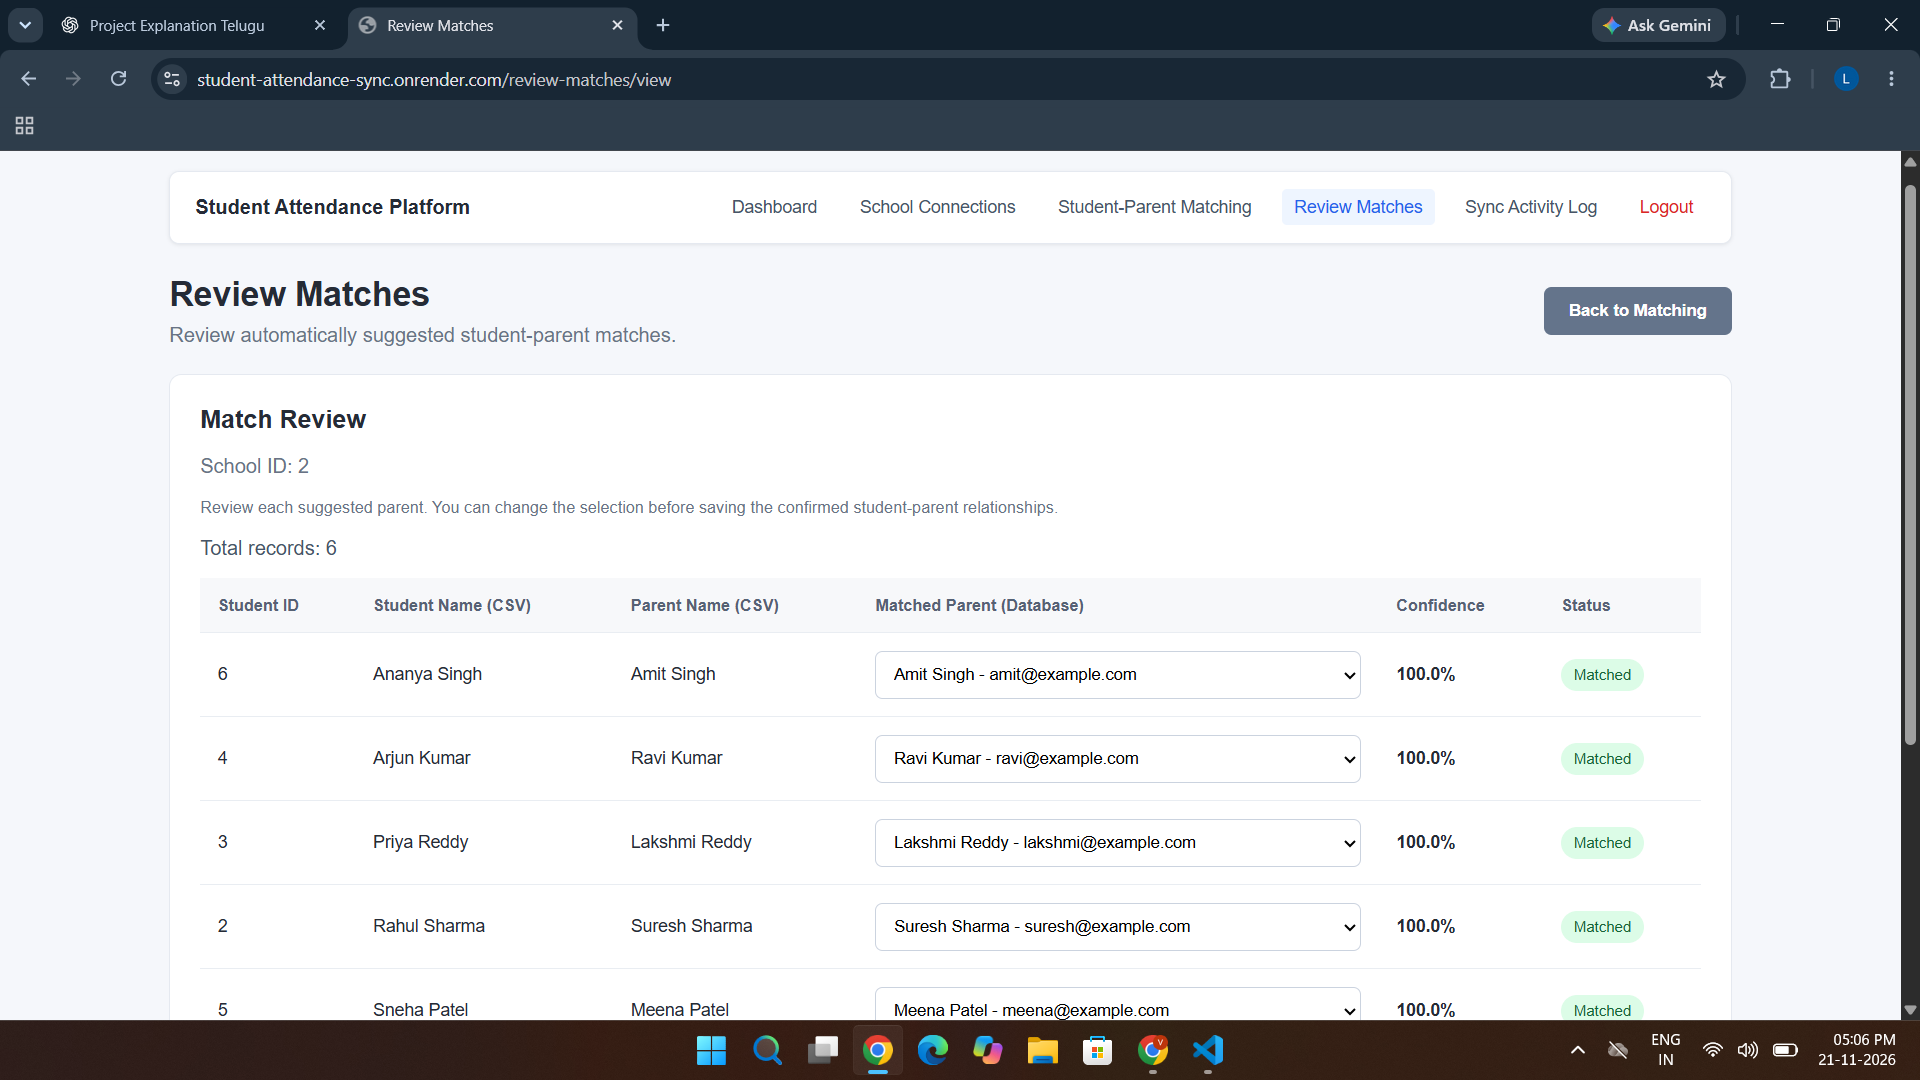 Project Explanation Telugu
Review Matches
Ask Gemini
student-attendance-sync.onrender.com/review-matches/view
L
Student Attendance Platform
Dashboard
School Connections
Student-Parent Matching
Review Matches
Sync Activity Log
Logout
Review Matches
Review automatically suggested student-parent matches.
Back to Matching
Match Review
School ID: 2
Review each suggested parent. You can change the selection before saving the confirmed student-parent relationships.
Total records: 6
Student ID Student Name (CSV) Parent Name (CSV) Matched Parent (Database) Confidence Status
6 Ananya Singh Amit Singh Amit Singh - amit@example.com 100.0% Matched
4 Arjun Kumar Ravi Kumar Ravi Kumar - ravi@example.com 100.0% Matched
3 Priya Reddy Lakshmi Reddy Lakshmi Reddy - lakshmi@example.com 100.0% Matched
2 Rahul Sharma Suresh Sharma Suresh Sharma - suresh@example.com 100.0% Matched
5 Sneha Patel Meena Patel Meena Patel - meena@example.com 100.0% Matched
V
ENG
IN
05:06 PM
21-11-2026